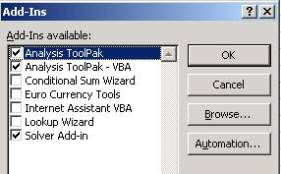 Add-Ins
Add-Ins available:
Analysis ToolPak
Analysis ToolPak - VBA
Conditional Sum Wizard
Euro Currency Tools
Internet Assistant VBA
Lookup Wizard
Solver Add-in
OK
Cancel
Browse...
Automation...